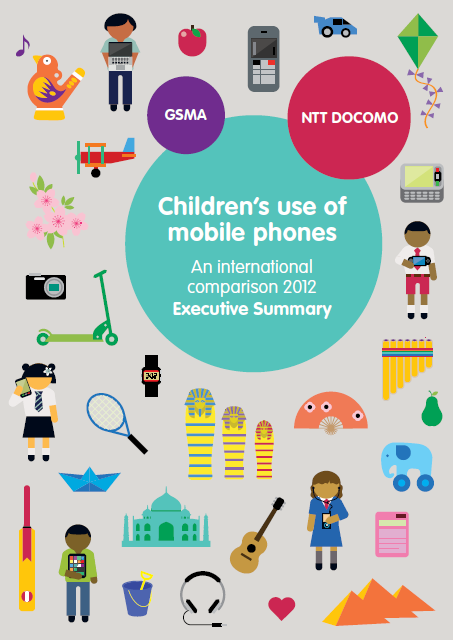 GSMA
NTT DOCOMO
Children's use of
mobile phones
An international
comparison 2012
Executive Summary